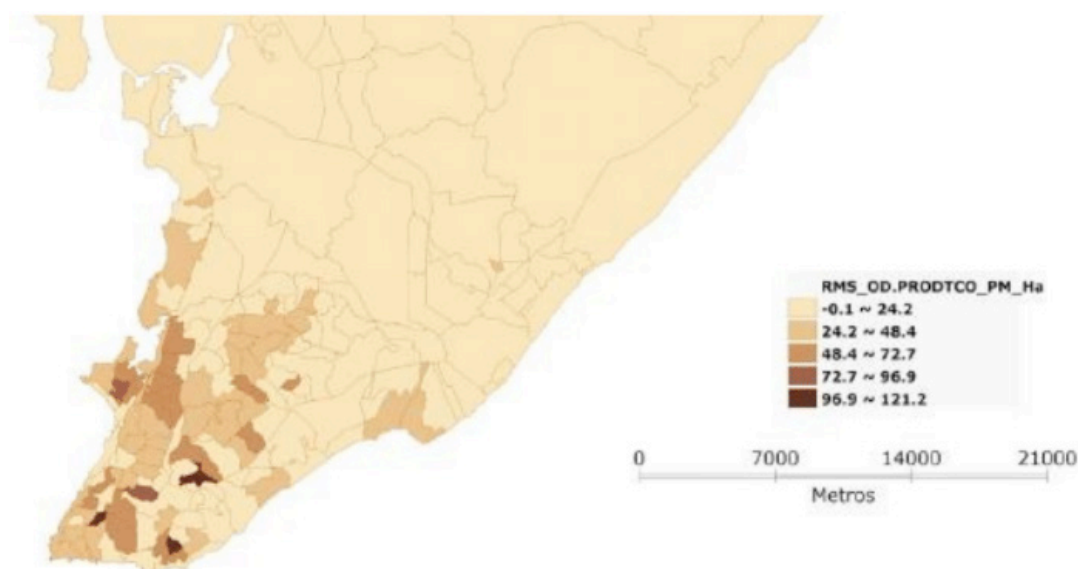 RMS_OD.PRODTCO_PM_Ha
-0.1 ~ 24.2
24.2 ~ 48.4
48.4 ~ 72.7
72.7 ~ 96.9
96.9 ~ 121.2
0 7000 14000 21000
Metros